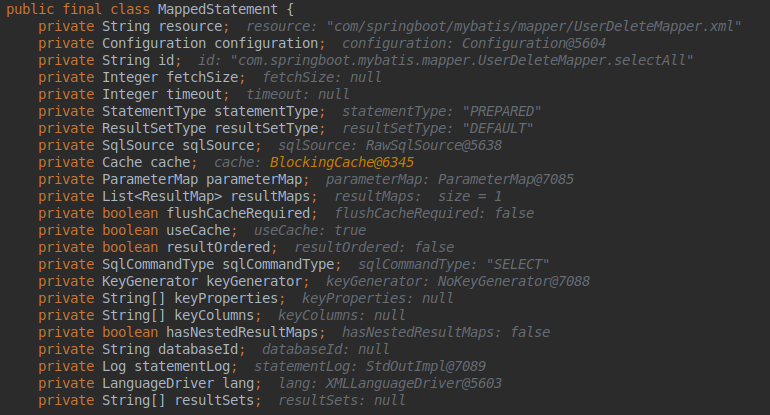 public final class MappedStatement {
private String resource; resource: "com/springboot/mybatis/mapper/UserDeleteMapper.xml"
private Configuration configuration; configuration: Configuration@5604
private String id; id: "com.springboot.mybatis.mapper.UserDeleteMapper.selectAll"
private Integer fetchSize; fetchSize: null
private Integer timeout; timeout: null
private StatementType statementType; statementType: "PREPARED"
private ResultSetType resultSetType; resultSetType: "DEFAULT"
private SqlSource sqlSource; sqlSource: RawSqlSource@5638
private Cache cache; cache: BlockingCache@6345
private ParameterMap parameterMap; parameterMap: ParameterMap@7085
private List<ResultMap> resultMaps; resultMaps: size = 1
private boolean flushCacheRequired; flushCacheRequired: false
private boolean useCache; useCache: true
private boolean resultOrdered; resultOrdered: false
private SqlCommandType sqlCommandType; sqlCommandType: "SELECT"
private KeyGenerator keyGenerator; keyGenerator: NoKeyGenerator@7088
private String[] keyProperties; keyProperties: null
private String[] keyColumns; keyColumns: null
private boolean hasNestedResultMaps; hasNestedResultMaps: false
private String databaseId; databaseId: null
private Log statementLog; statementLog: StdOutImpl@7089
private LanguageDriver lang; lang: XMLLanguageDriver@5603
private String[] resultSets; resultSets: null